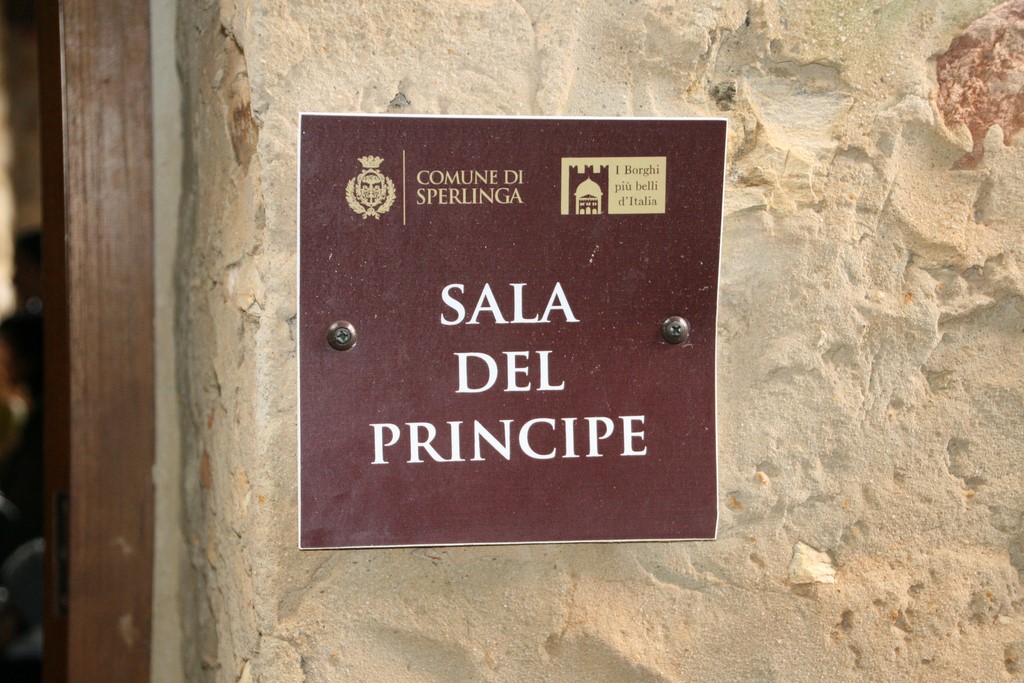 COMUNE DI
SPERLINGA
I Borghi
più belli
d'Italia
SALA
DEL
PRINCIPE